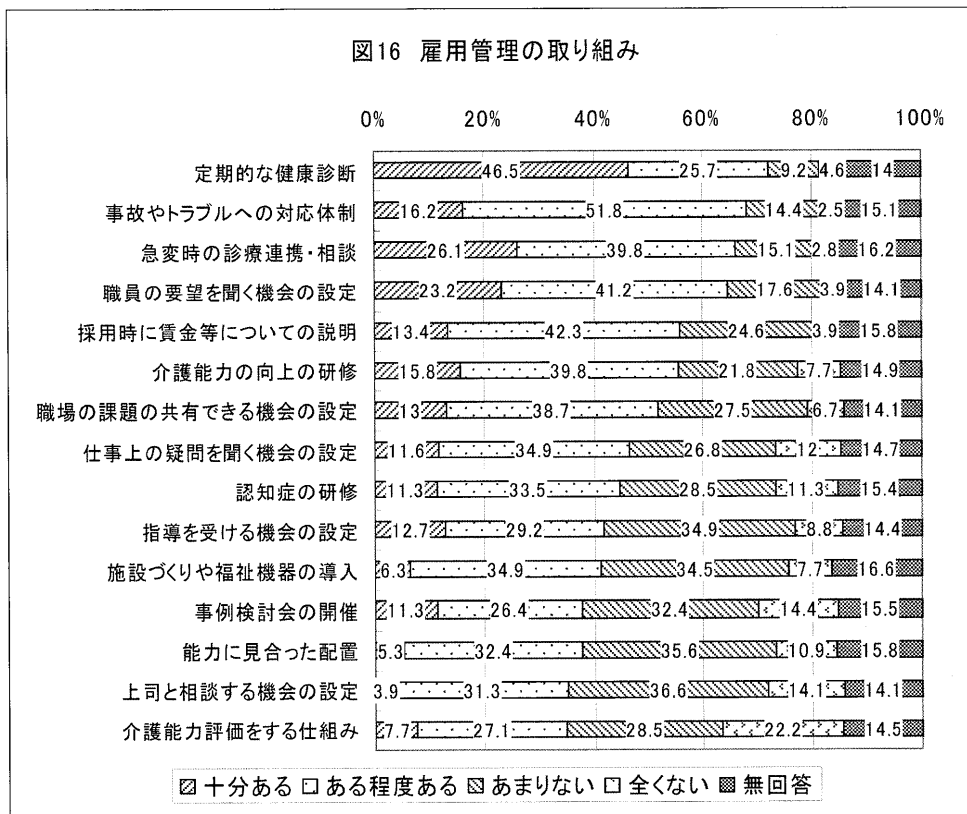 図16 雇用管理の取り組み
0% 20% 40% 60% 80% 100%
定期的な健康診断 46.5 25.7 9.2 4.6 14
事故やトラブルへの対応体制 16.2 51.8 14.4 2.5 15.1
急変時の診療連携・相談 26.1 39.8 15.1 2.8 16.2
職員の要望を聞く機会の設定 23.2 41.2 17.6 3.9 14.1
採用時に賃金等についての説明 13.4 42.3 24.6 3.9 15.8
介護能力の向上の研修 15.8 39.8 21.8 7.7 14.9
職場の課題の共有できる機会の設定 13 38.7 27.5 6.7 14.1
仕事上の疑問を聞く機会の設定 11.6 34.9 26.8 12 14.7
認知症の研修 11.3 33.5 28.5 11.3 15.4
指導を受ける機会の設定 12.7 29.2 34.9 8.8 14.4
施設づくりや福祉機器の導入 6.3 34.9 34.5 7.7 16.6
事例検討会の開催 11.3 26.4 32.4 14.4 15.5
能力に見合った配置 5.3 32.4 35.6 10.9 15.8
上司と相談する機会の設定 3.9 31.3 36.6 14.1 14.1
介護能力評価をする仕組み 7.7 27.1 28.5 22.2 14.5
十分ある ある程度ある あまりない 全くない 無回答